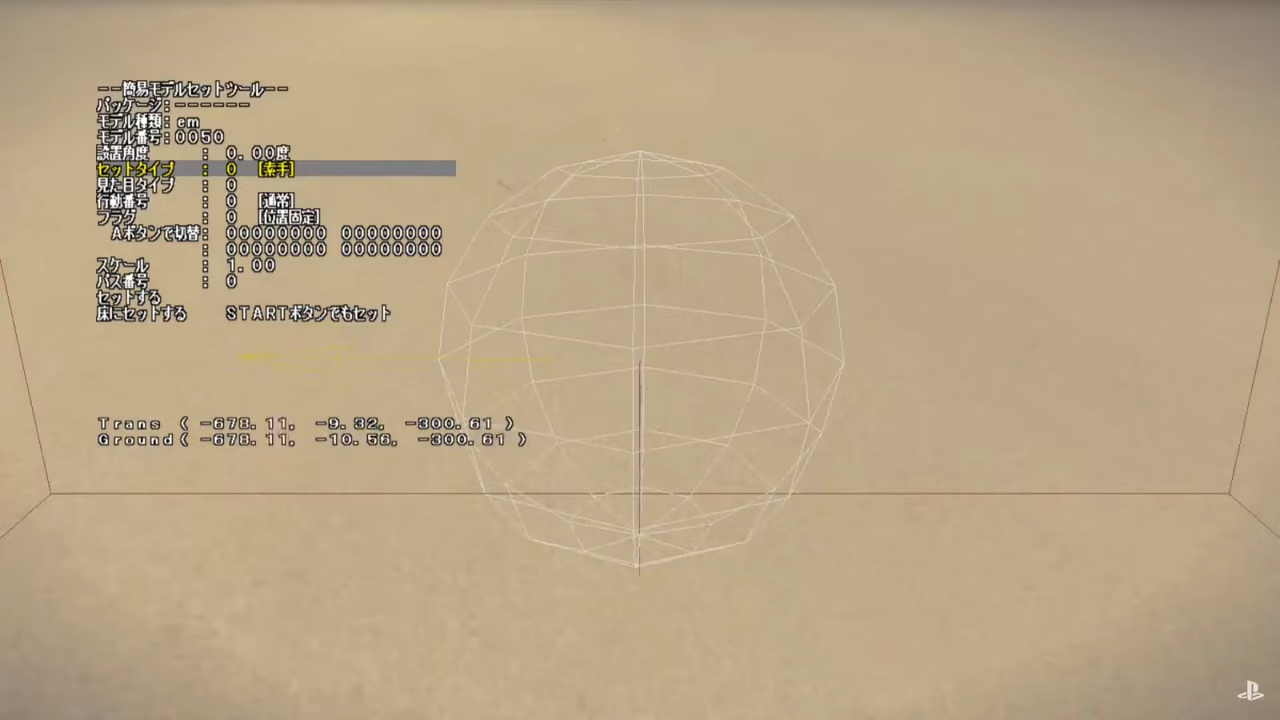 --簡易モデルセットツール--
パッケージ:------
モデル種類:em
モデル番号:0050
設置角度 : 0.00度
セットタイプ : 0 [素手]
見た目タイプ : 0
行動番号 : 0 [通常]
フラグ : 0 [位置固定]
Aボタンで切替: 00000000 00000000
: 00000000 00000000
スケール : 1.00
パス番号 : 0
セットする
床にセットする STARTボタンでもセット
Trans ( -678.11, -9.32, -300.61 )
Ground( -678.11, -10.56, -300.61 )